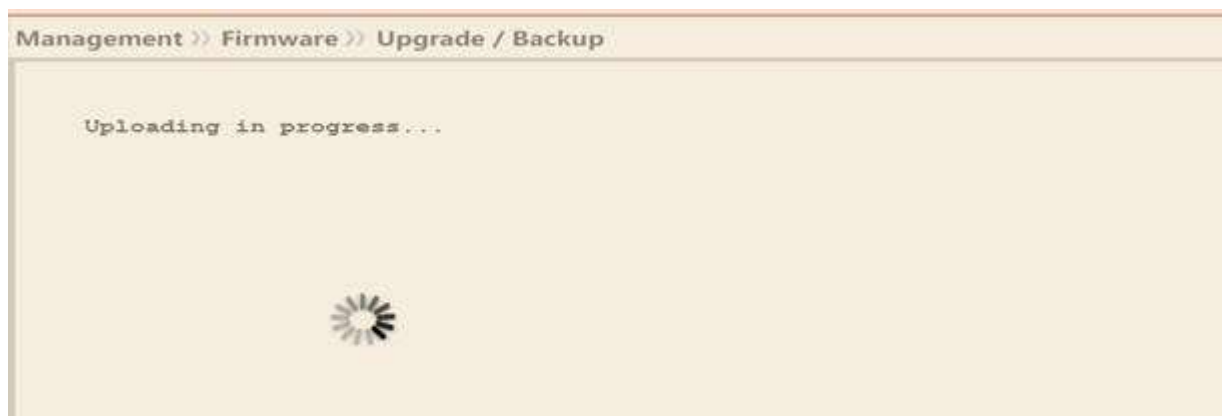 Management » Firmware » Upgrade / Backup
Uploading in progress...